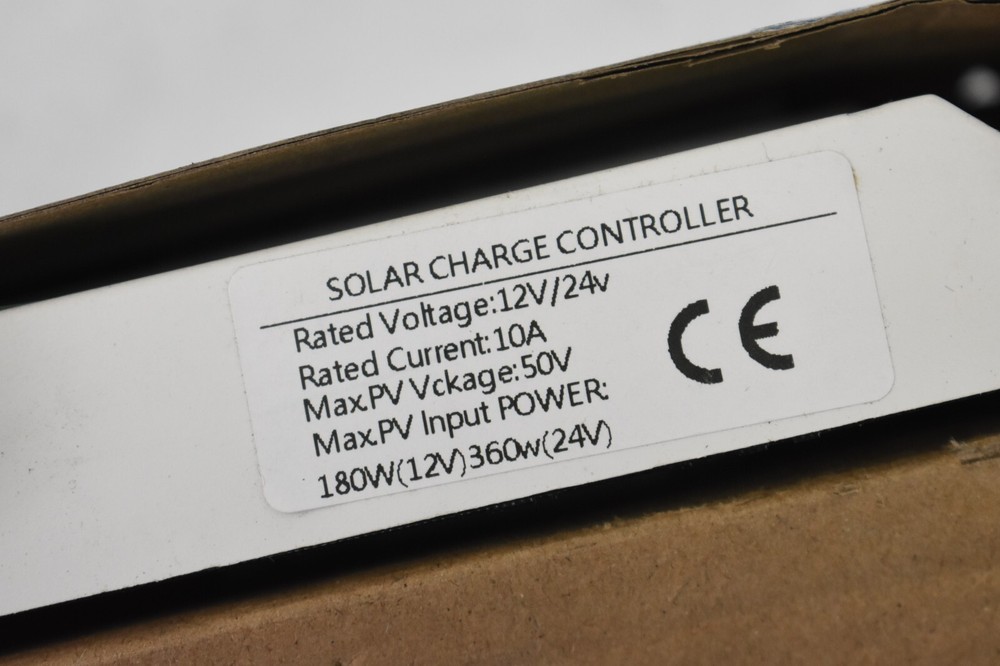 SOLAR CHARGE CONTROLLER
Rated Voltage:12V/24v
Rated Current:10A
Max.PV Vckage:50V
Max.PV Input POWER:
180W(12V)360w(24V)
CE